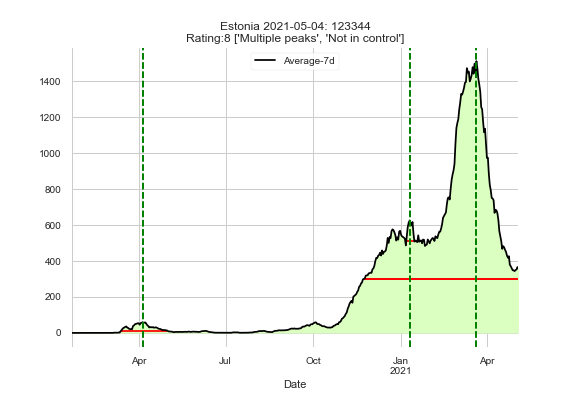 Estonia 2021-05-04: 123344
Rating:8 ['Multiple peaks', 'Not in control']
Average-7d
1400
1200
1000
800
600
400
200
0
Apr Jul Oct Jan Apr
2021
Date